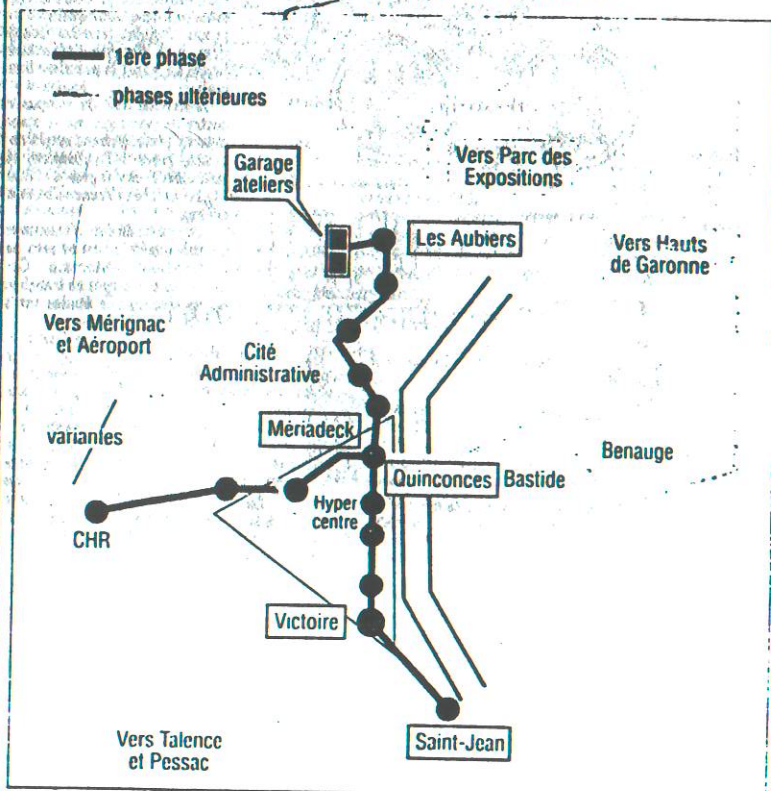 1ère phase
phases ultérieures
Garage
ateliers
Vers Parc des
Expositions
Les Aubiers
Vers Hauts
de Garonne
Vers Mérignac
et Aéroport
Cité
Administrative
variantes
Mériadeck
Benauge
Quinconces Bastide
Hyper
centre
CHR
Victoire
Vers Talence
et Pessac
Saint-Jean